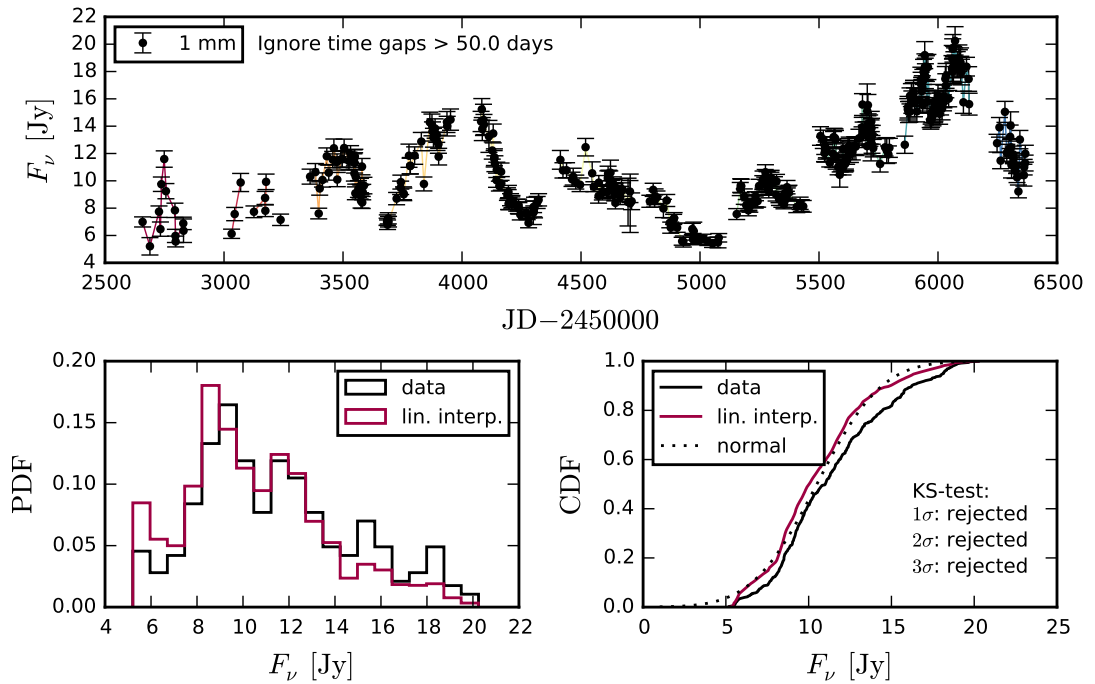 22
20
18
16
14
12
10
8
6
4
F_ν [Jy]
1 mm Ignore time gaps > 50.0 days
2500 3000 3500 4000 4500 5000 5500 6000 6500
JD−2450000
0.20
0.15
0.10
0.05
0.00
PDF
data
lin. interp.
4 6 8 10 12 14 16 18 20 22
F_ν [Jy]
1.0
0.8
0.6
0.4
0.2
0.0
CDF
data
lin. interp.
normal
KS-test:
1σ: rejected
2σ: rejected
3σ: rejected
0 5 10 15 20 25
F_ν [Jy]